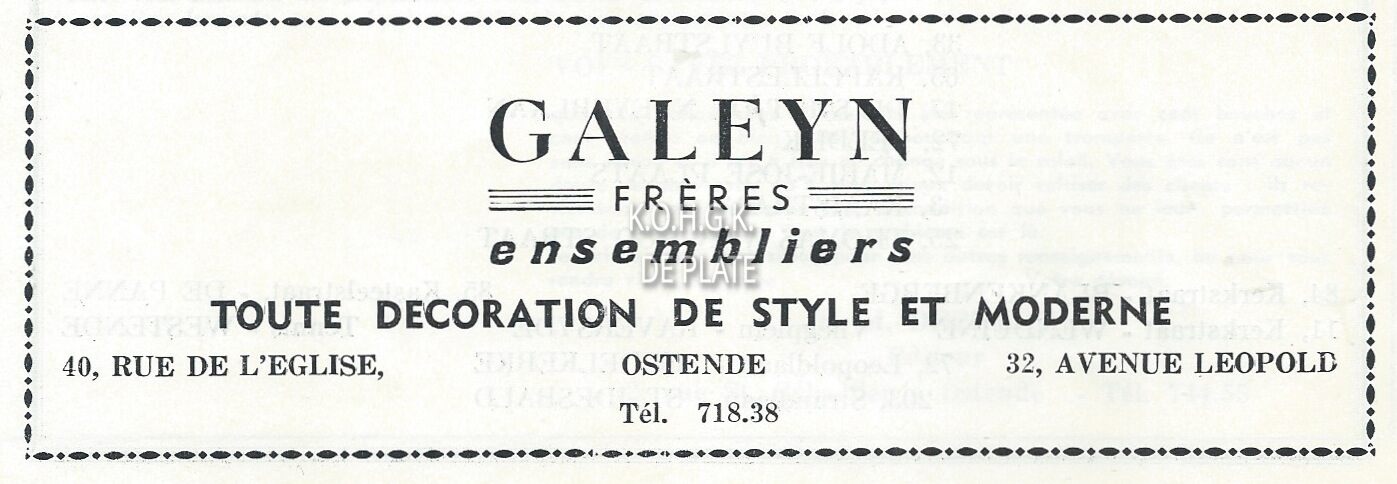 GALEYN
FRÈRES
KO.H.G.K
ensembliers
DE PLATE
TOUTE DECORATION DE STYLE ET MODERNE
40, RUE DE L'EGLISE, OSTENDE 32, AVENUE LEOPOLD
Tél. 718.38